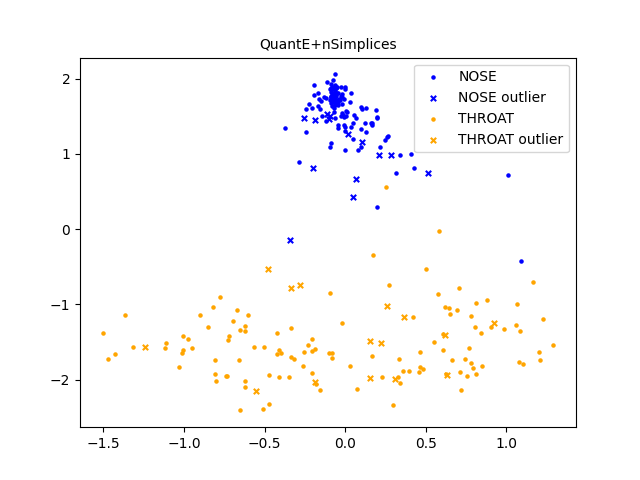 QuantE+nSimplices
NOSE
NOSE outlier
THROAT
THROAT outlier
2
1
0
−1
−2
−1.5
−1.0
−0.5
0.0
0.5
1.0